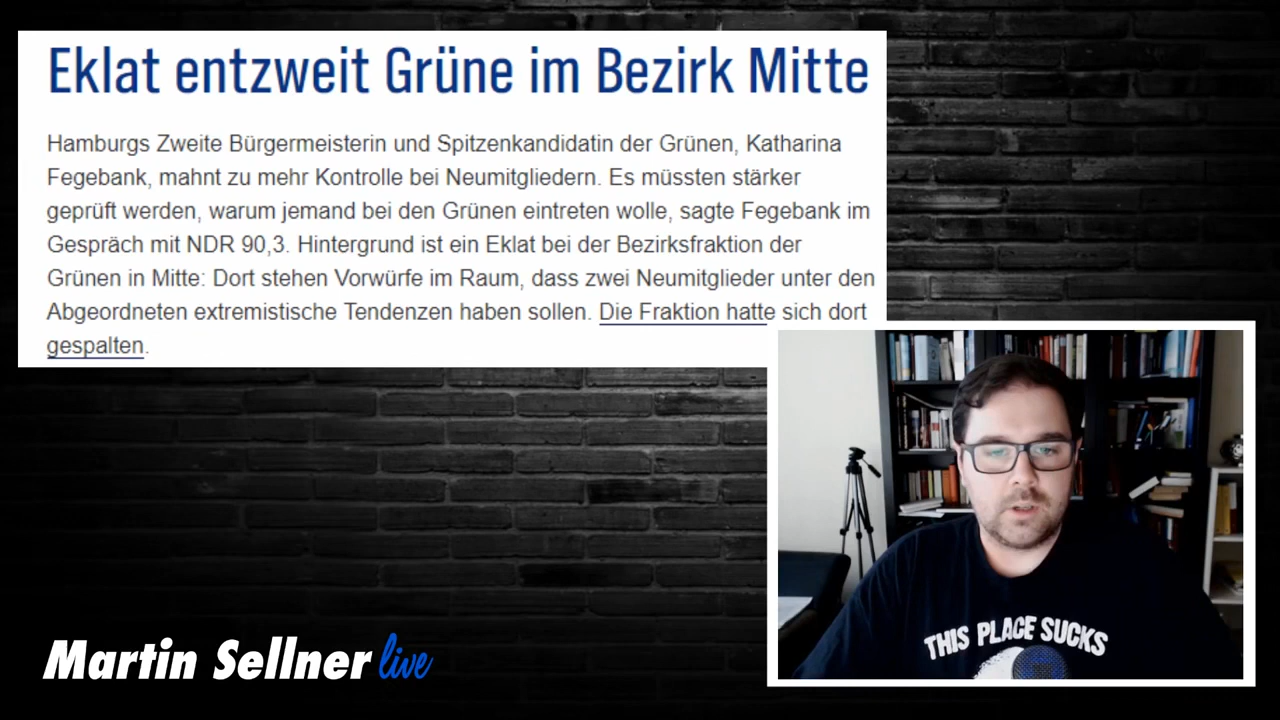 Eklat entzweit Grüne im Bezirk Mitte
Hamburgs Zweite Bürgermeisterin und Spitzenkandidatin der Grünen, Katharina
Fegebank, mahnt zu mehr Kontrolle bei Neumitgliedern. Es müssten stärker
geprüft werden, warum jemand bei den Grünen eintreten wolle, sagte Fegebank im
Gespräch mit NDR 90,3. Hintergrund ist ein Eklat bei der Bezirksfraktion der
Grünen in Mitte: Dort stehen Vorwürfe im Raum, dass zwei Neumitglieder unter den
Abgeordneten extremistische Tendenzen haben sollen. Die Fraktion hatte sich dort
gespalten.
THIS PLACE SUCKS
Martin Sellner live